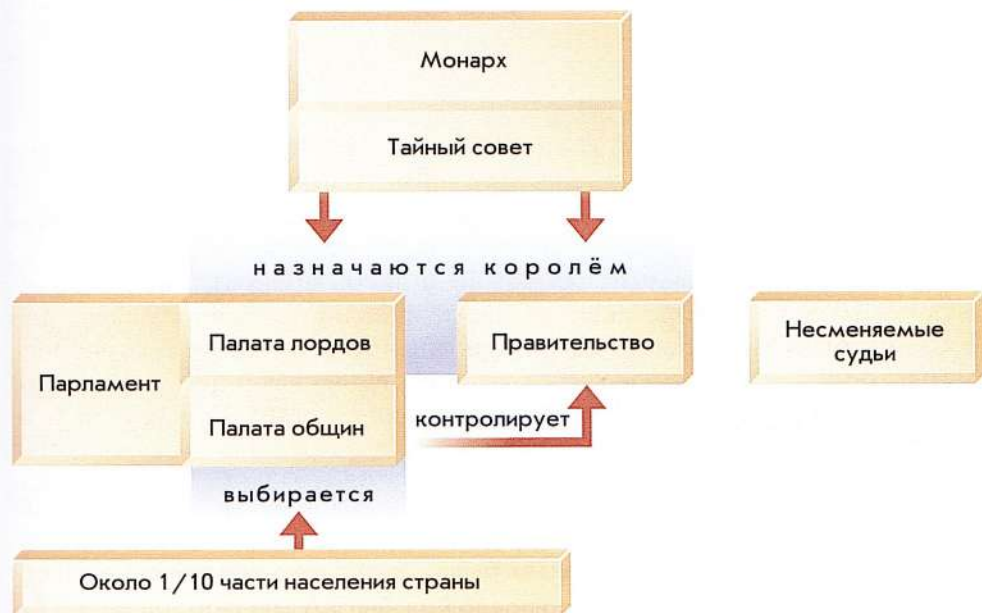 Монарх
Тайный совет
назначаются королём
Парламент
Палата лордов
Палата общин
Правительство
Несменяемые
судьи
контролирует
выбирается
Около 1/10 части населения страны